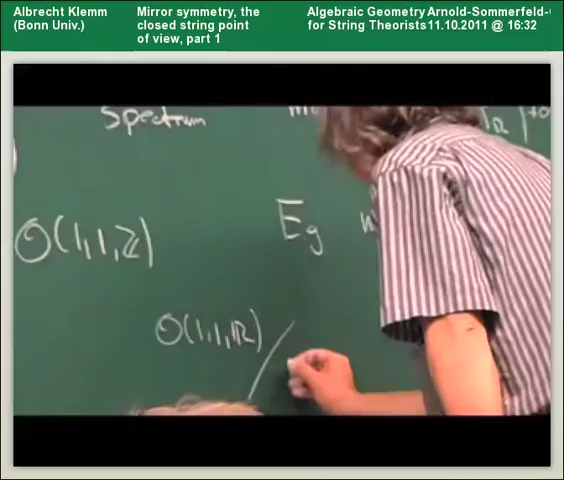 Albrecht Klemm
(Bonn Univ.)
Mirror symmetry, the
closed string point
of view, part 1
Algebraic Geometry
for String Theorists
Arnold-Sommerfeld-
11.10.2011 @ 16:32
Spectrum
O(1,1,ℤ)
Eg
O(1,1,ℝ) /